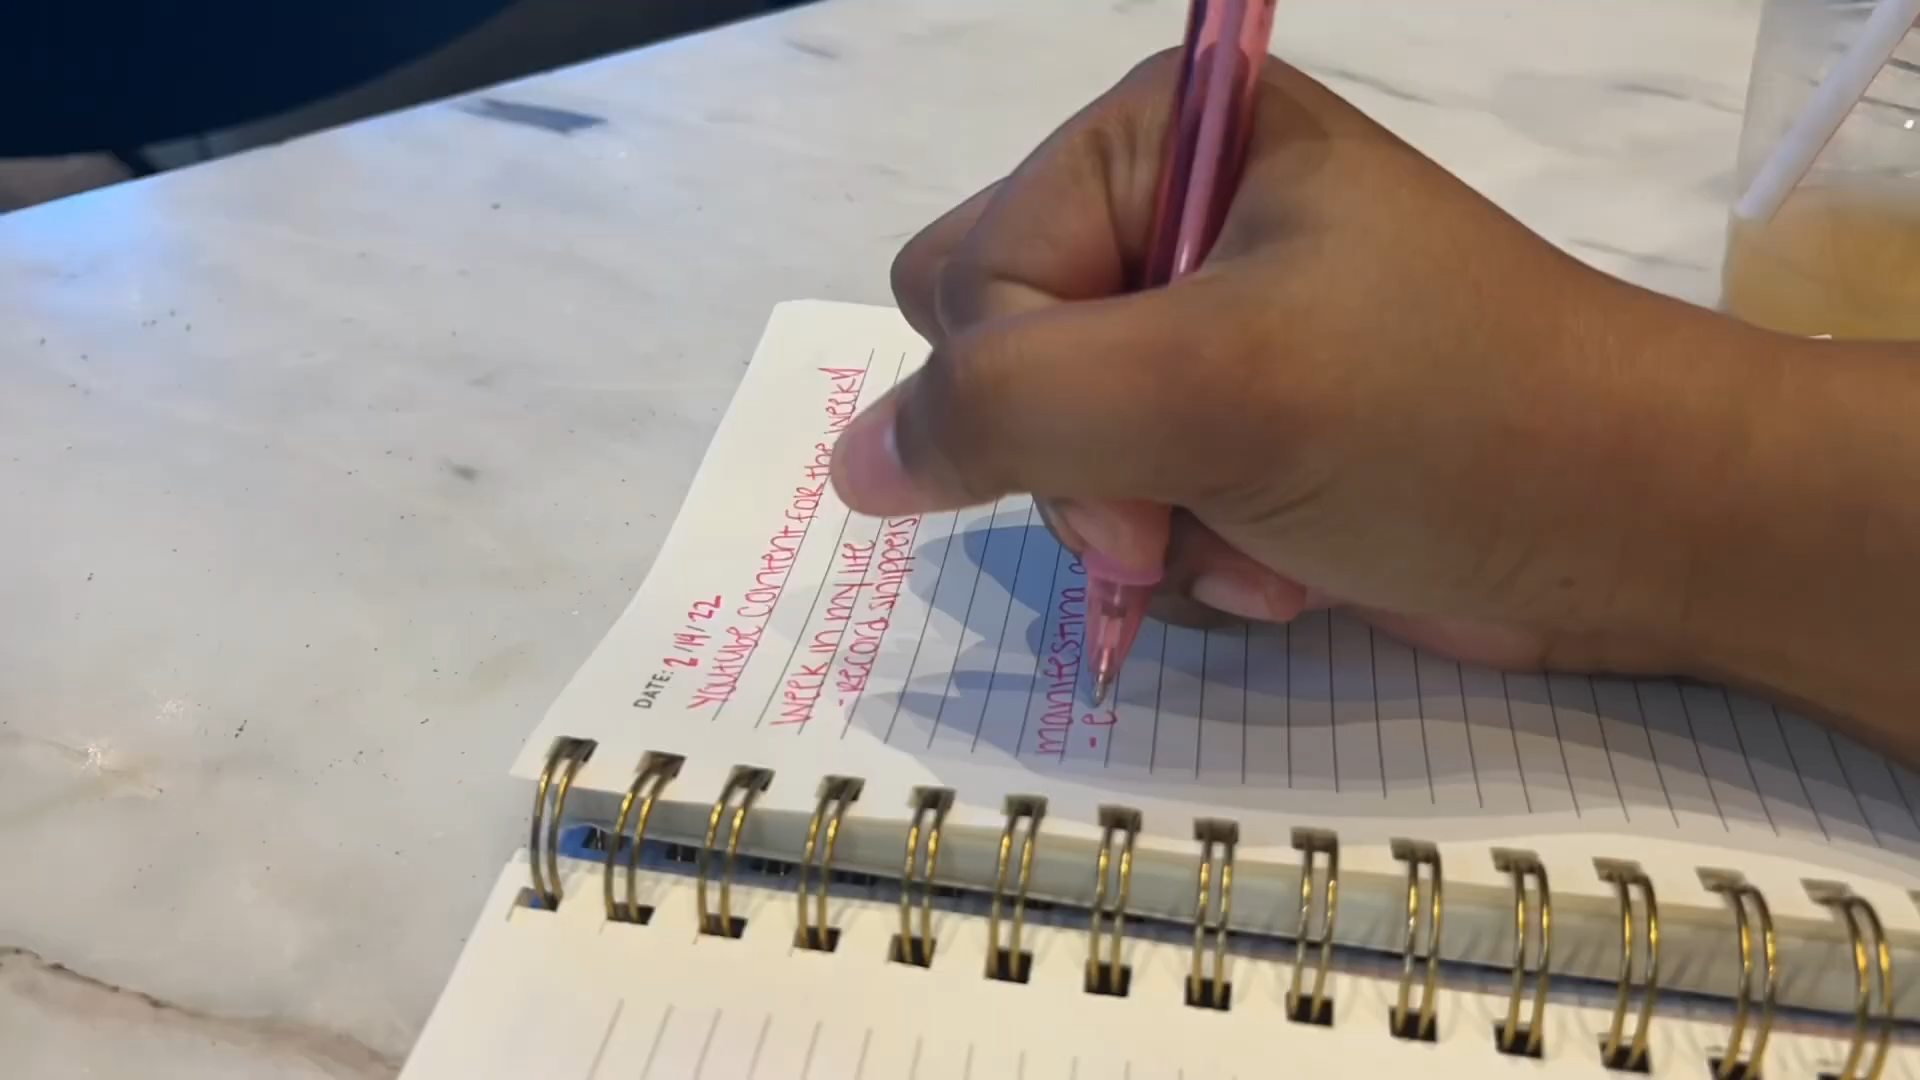 DATE: 2/14/22
Youtube content for the week
Week in my life
- Record snippets
Manifesting
- e